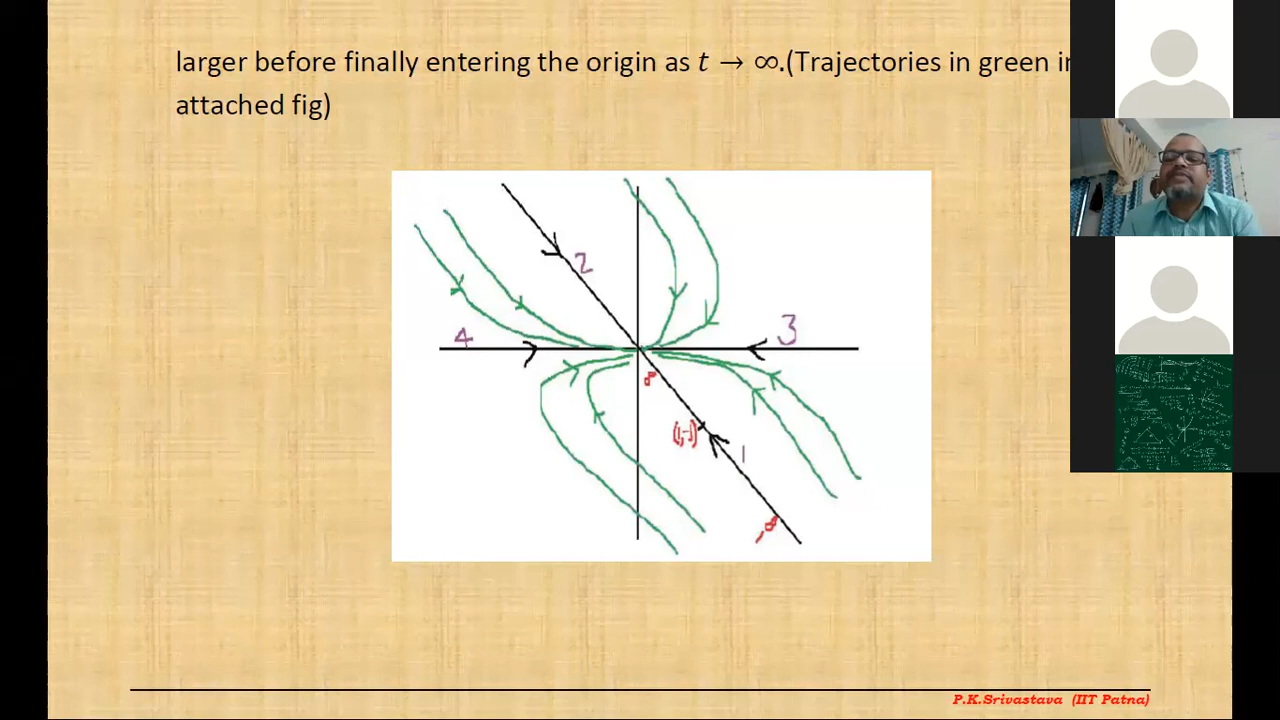 larger before finally entering the origin as t → ∞.(Trajectories in green in
attached fig)
2
4
3
∞
(1,-1)
1
-∞
P.K.Srivastava (IIT Patna)